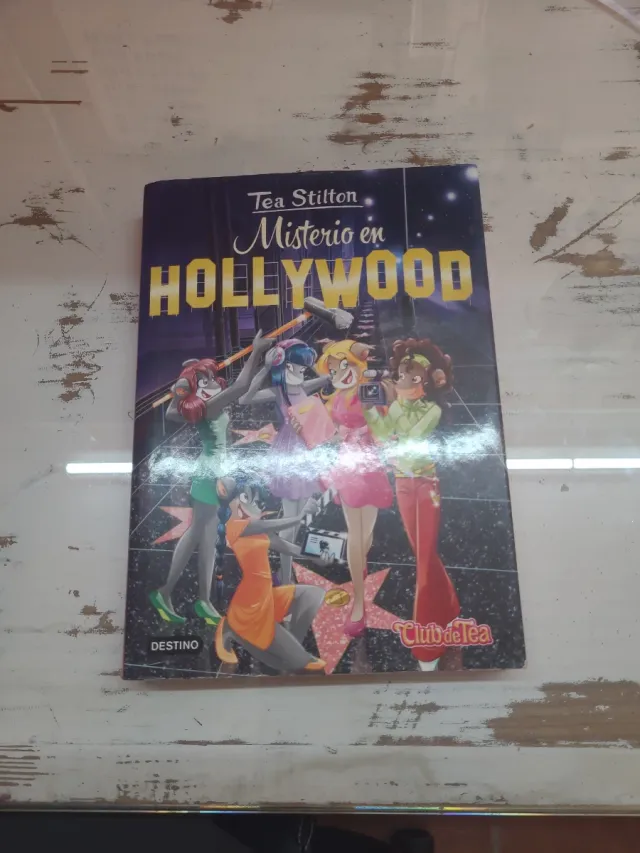 Tea Stilton
Misterio en
HOLLYWOOD
DESTINO
Club de Tea